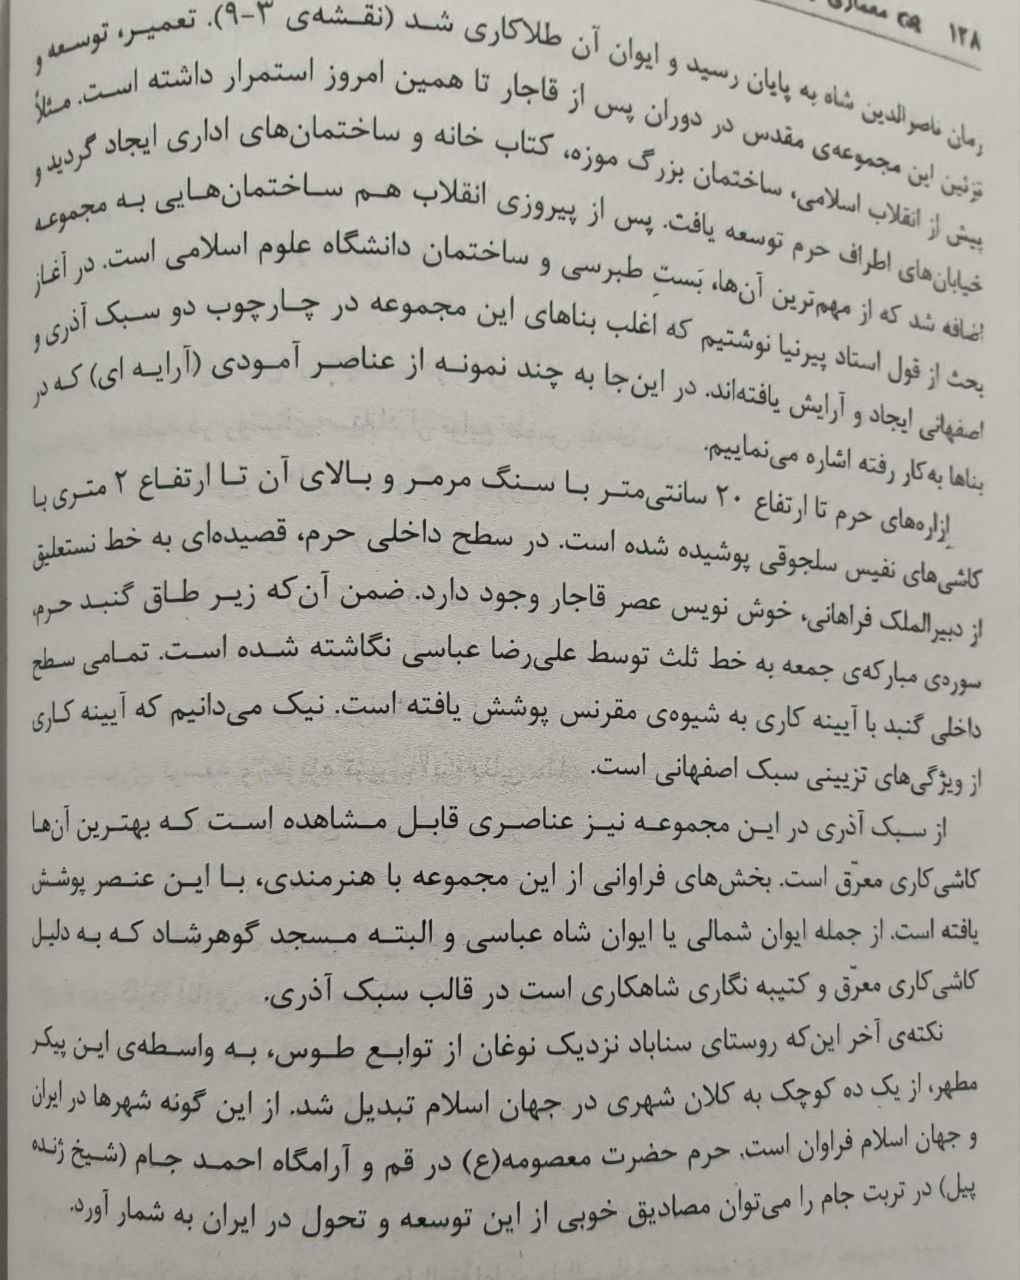 ۱۲۸ معماری
زمان ناصرالدین شاه به پایان رسید و ایوان آن طلاکاری شد (نقشه‌ی ۳-۹). تعمیر، توسعه و
تزئین این مجموعه‌ی مقدس در دوران پس از قاجار تا همین امروز استمرار داشته است. مثلاً
پیش از انقلاب اسلامی، ساختمان بزرگ موزه، کتاب خانه و ساختمان‌های اداری ایجاد گردید و
خیابان‌های اطراف حرم توسعه یافت. پس از پیروزی انقلاب هم ساختمان‌هایی به مجموعه
اضافه شد که از مهم‌ترین آن‌ها، بَستِ طبرسی و ساختمان دانشگاه علوم اسلامی است. در آغاز
بحث از قول استاد پیرنیا نوشتیم که اغلب بناهای این مجموعه در چارچوب دو سبک آذری و
اصفهانی ایجاد و آرایش یافته‌اند. در این‌جا به چند نمونه از عناصر آمودی (آرایه ای) که در
بناها به‌کار رفته اشاره می‌نماییم.
اِزاره‌های حرم تا ارتفاع ۲۰ سانتی‌متر با سنگ مرمر و بالای آن تا ارتفاع ۲ متری با
کاشی‌های نفیس سلجوقی پوشیده شده است. در سطح داخلی حرم، قصیده‌ای به خط نستعلیق
از دبیرالملک فراهانی، خوش نویس عصر قاجار وجود دارد. ضمن آن‌که زیر طاق گنبد حرم،
سوره‌ی مبارکه‌ی جمعه به خط ثلث توسط علی‌رضا عباسی نگاشته شده است. تمامی سطح
داخلی گنبد با آیینه کاری به شیوه‌ی مقرنس پوشش یافته است. نیک می‌دانیم که آیینه کاری
از ویژگی‌های تزیینی سبک اصفهانی است.
از سبک آذری در این مجموعه نیز عناصری قابل مشاهده است که بهترین آن‌ها
کاشی‌کاری معرّق است. بخش‌های فراوانی از این مجموعه با هنرمندی، با این عنصر پوشش
یافته است. از جمله ایوان شمالی یا ایوان شاه عباسی و البته مسجد گوهرشاد که به دلیل
کاشی‌کاری معرّق و کتیبه نگاری شاهکاری است در قالب سبک آذری.
نکته‌ی آخر این‌که روستای سناباد نزدیک نوغان از توابع طوس، به واسطه‌ی این پیکر
مطهر، از یک ده کوچک به کلان شهری در جهان اسلام تبدیل شد. از این گونه شهرها در ایران
و جهان اسلام فراوان است. حرم حضرت معصومه(ع) در قم و آرامگاه احمد جام (شیخ ژنده
پیل) در تربت جام را می‌توان مصادیق خوبی از این توسعه و تحول در ایران به شمار آورد.